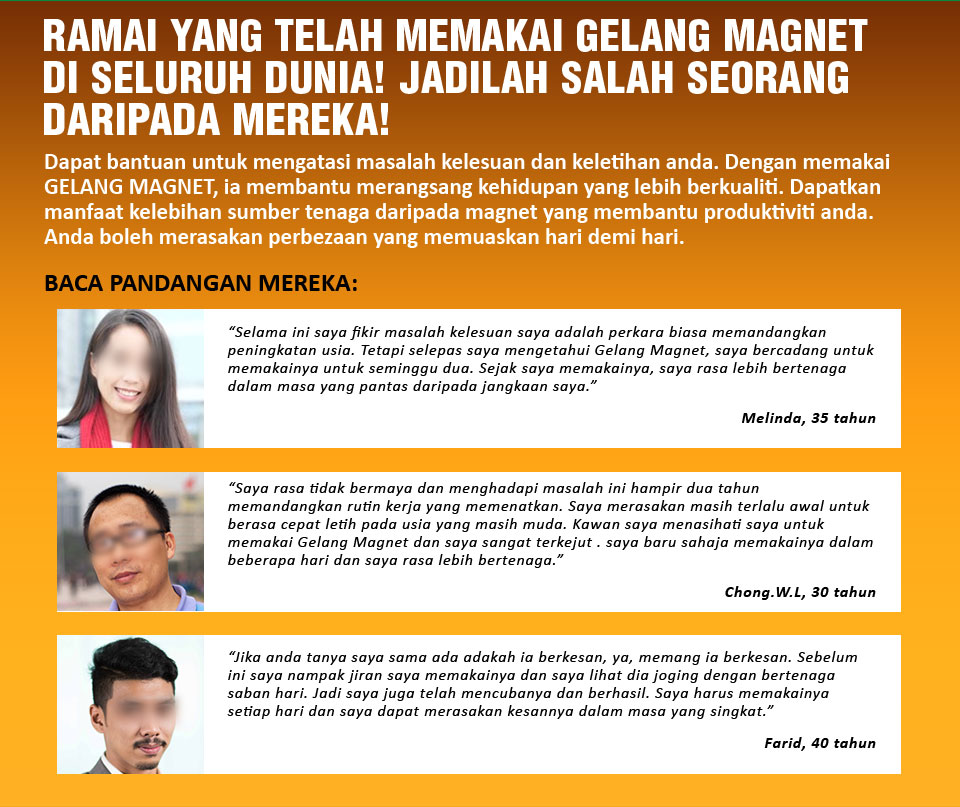 RAMAI YANG TELAH MEMAKAI GELANG MAGNET
DI SELURUH DUNIA! JADILAH SALAH SEORANG
DARIPADA MEREKA!
Dapat bantuan untuk mengatasi masalah kelesuan dan keletihan anda. Dengan memakai
GELANG MAGNET, ia membantu merangsang kehidupan yang lebih berkualiti. Dapatkan
manfaat kelebihan sumber tenaga daripada magnet yang membantu produktiviti anda.
Anda boleh merasakan perbezaan yang memuaskan hari demi hari.
BACA PANDANGAN MEREKA:
“Selama ini saya fikir masalah kelesuan saya adalah perkara biasa memandangkan
peningkatan usia. Tetapi selepas saya mengetahui Gelang Magnet, saya bercadang untuk
memakainya untuk seminggu dua. Sejak saya memakainya, saya rasa lebih bertenaga
dalam masa yang pantas daripada jangkaan saya.”
Melinda, 35 tahun
“Saya rasa tidak bermaya dan menghadapi masalah ini hampir dua tahun
memandangkan rutin kerja yang memenatkan. Saya merasakan masih terlalu awal untuk
berasa cepat letih pada usia yang masih muda. Kawan saya menasihati saya untuk
memakai Gelang Magnet dan saya sangat terkejut . saya baru sahaja memakainya dalam
beberapa hari dan saya rasa lebih bertenaga.”
Chong.W.L, 30 tahun
“Jika anda tanya saya sama ada adakah ia berkesan, ya, memang ia berkesan. Sebelum
ini saya nampak jiran saya memakainya dan saya lihat dia joging dengan bertenaga
saban hari. Jadi saya juga telah mencubanya dan berhasil. Saya harus memakainya
setiap hari dan saya dapat merasakan kesannya dalam masa yang singkat.”
Farid, 40 tahun